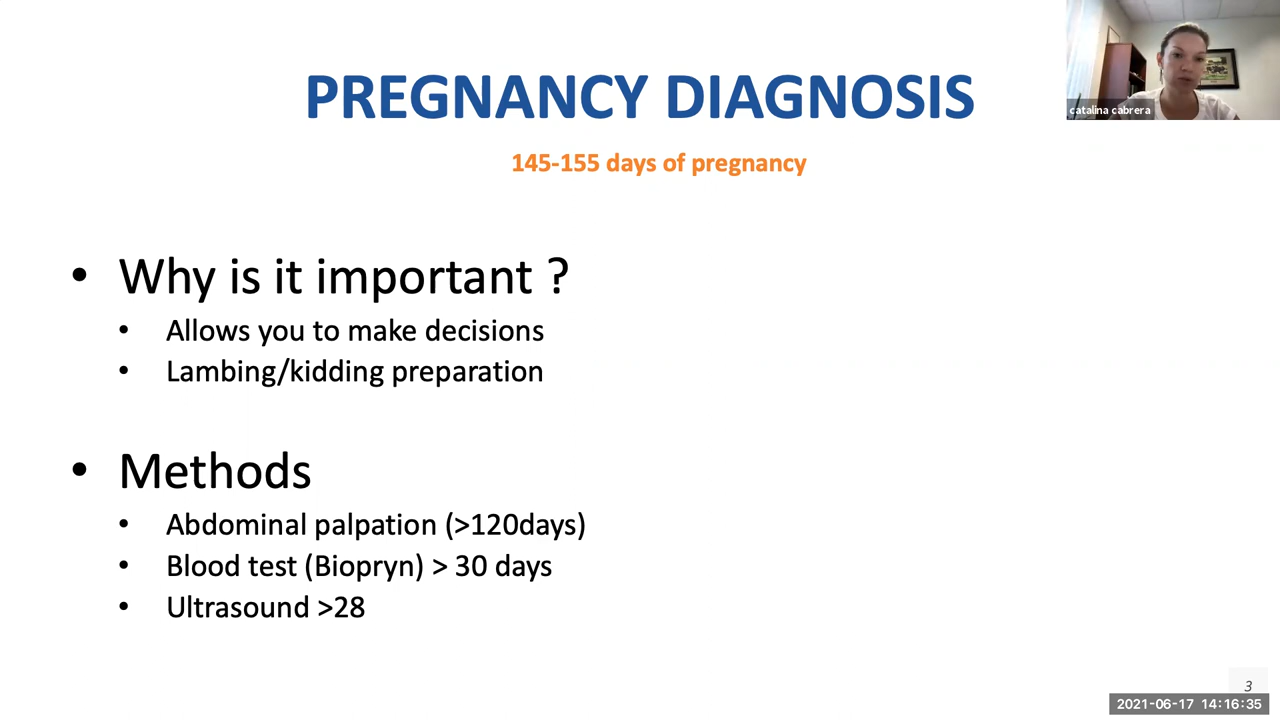 PREGNANCY DIAGNOSIS
145-155 days of pregnancy
catalina cabrera
• Why is it important ?
• Allows you to make decisions
• Lambing/kidding preparation
• Methods
• Abdominal palpation (>120days)
• Blood test (Biopryn) > 30 days
• Ultrasound >28
3
2021-06-17 14:16:35